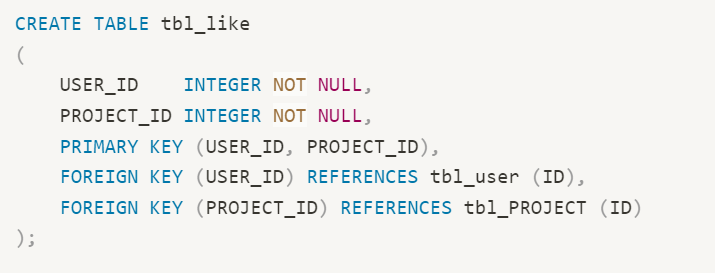 CREATE TABLE tbl_like
(
    USER_ID    INTEGER NOT NULL,
    PROJECT_ID INTEGER NOT NULL,
    PRIMARY KEY (USER_ID, PROJECT_ID),
    FOREIGN KEY (USER_ID) REFERENCES tbl_user (ID),
    FOREIGN KEY (PROJECT_ID) REFERENCES tbl_PROJECT (ID)
);